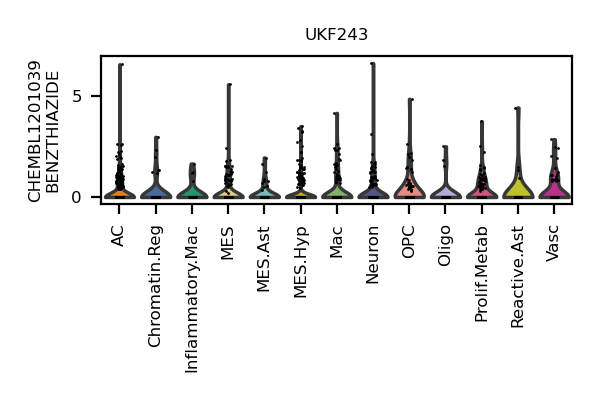 UKF243
CHEMBL1201039
BENZTHIAZIDE
5
0
AC
Chromatin.Reg
Inflammatory.Mac
MES
MES.Ast
MES.Hyp
Mac
Neuron
OPC
Oligo
Prolif.Metab
Reactive.Ast
Vasc